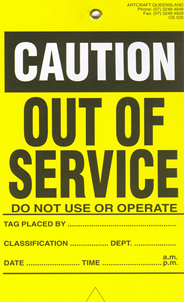 ARTCRAFT QUEENSLAND
CAUTION
OUT OF
SERVICE
DO NOT USE OR OPERATE
TAG PLACED BY ..........................................
CLASSIFICATION ............... DEPT. ................
DATE ..................... TIME ..................... a.m.
p.m.